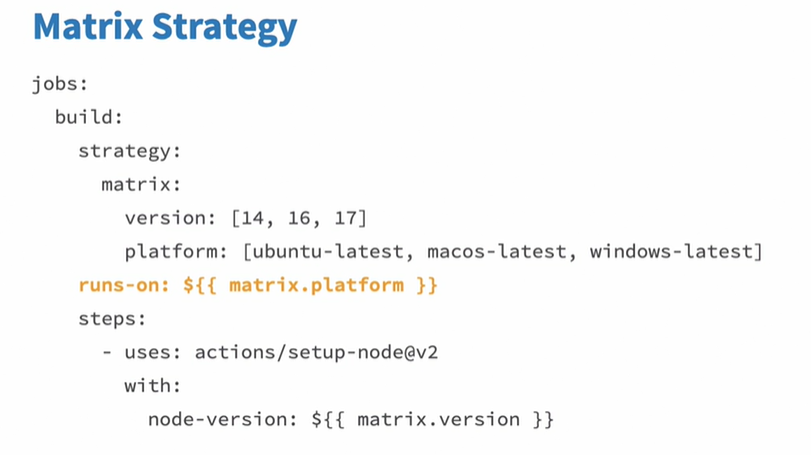 Matrix Strategy
jobs:
  build:
    strategy:
      matrix:
        version: [14, 16, 17]
        platform: [ubuntu-latest, macos-latest, windows-latest]
    runs-on: ${{ matrix.platform }}
    steps:
      - uses: actions/setup-node@v2
        with:
          node-version: ${{ matrix.version }}